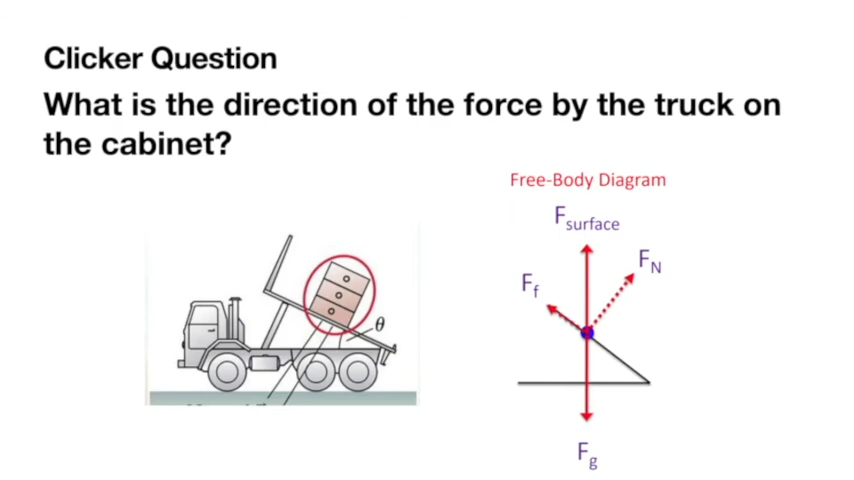 Clicker Question
What is the direction of the force by the truck on
the cabinet?
Free-Body Diagram
Fsurface
FN
Ff
θ
Fg